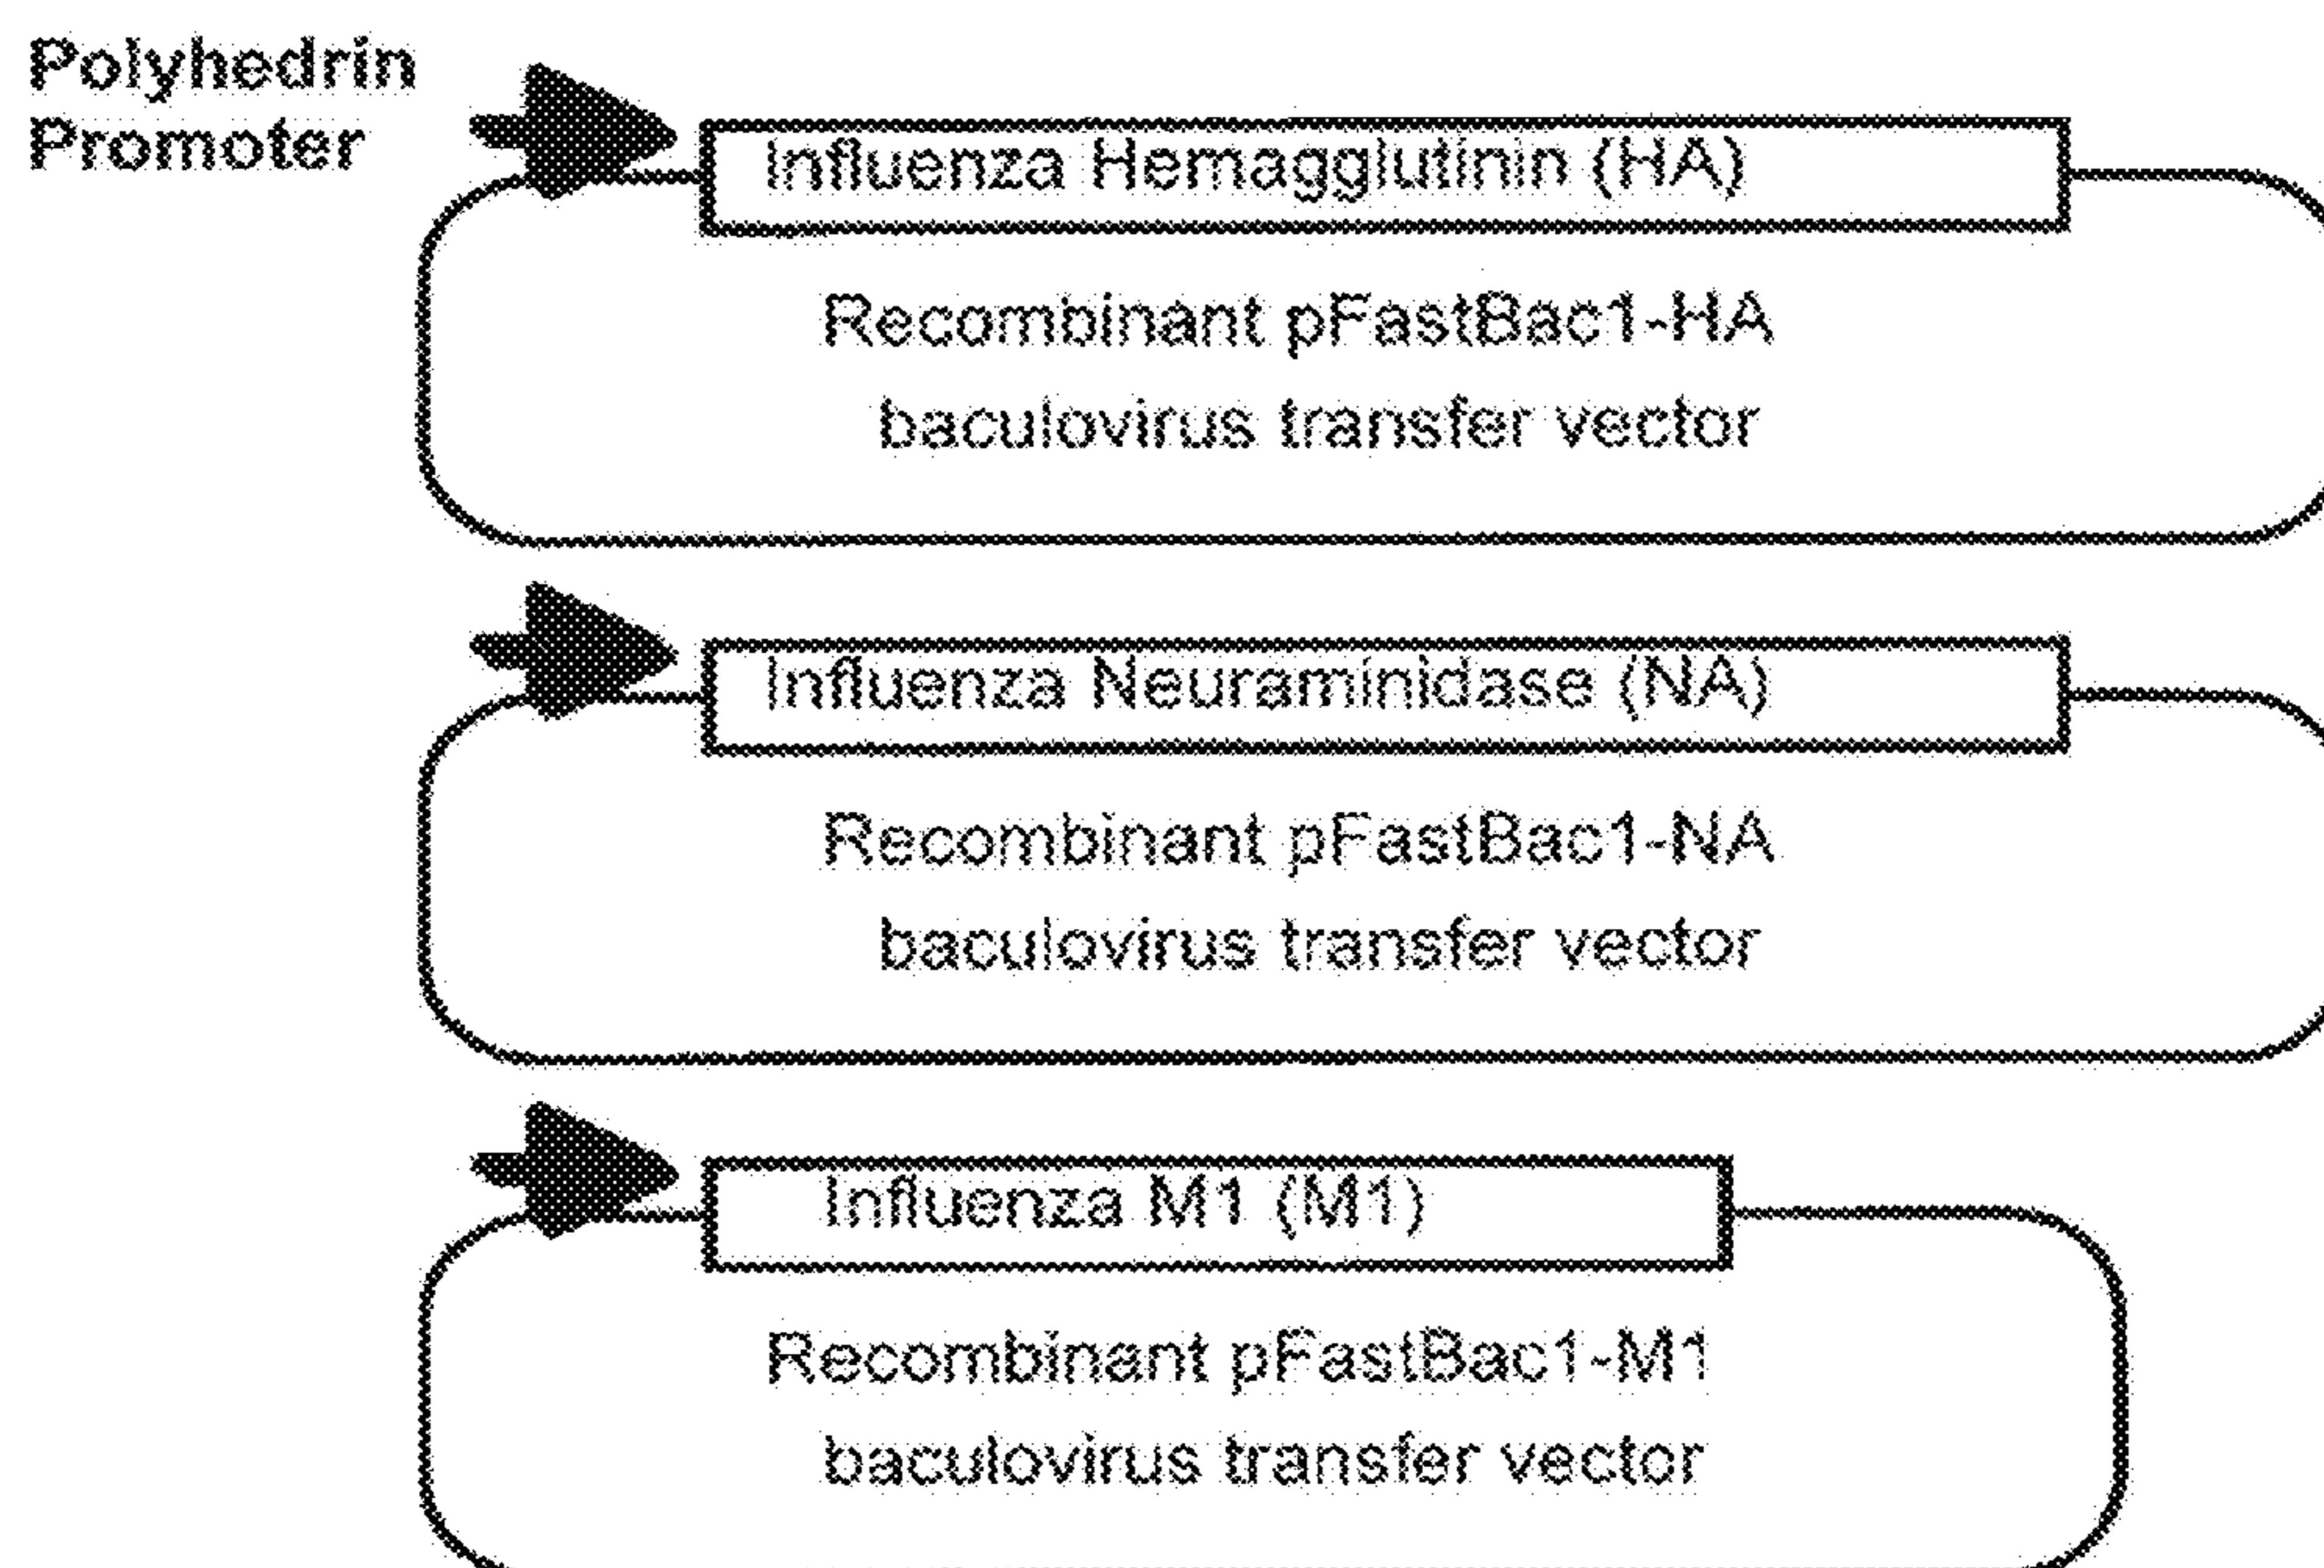 Polyhedrin
Promoter
Influenza Hemagglutinin (HA)
Recombinant pFastBac1-HA
baculovirus transfer vector
Influenza Neuraminidase (NA)
Recombinant pFastBac1-NA
baculovirus transfer vector
Influenza M1 (M1)
Recombinant pFastBac1-M1
baculovirus transfer vector